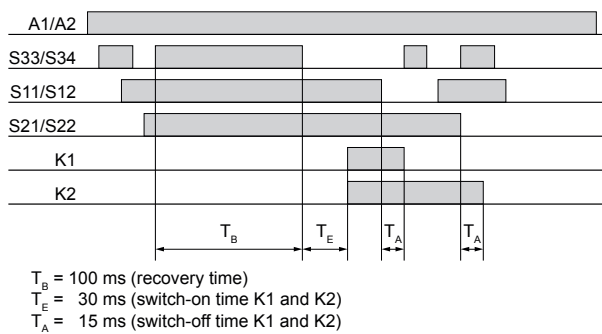 A1/A2
S33/S34
S11/S12
S21/S22
K1
K2
T_B T_E T_A T_A
T_B = 100 ms (recovery time)
T_E = 30 ms (switch-on time K1 and K2)
T_A = 15 ms (switch-off time K1 and K2)